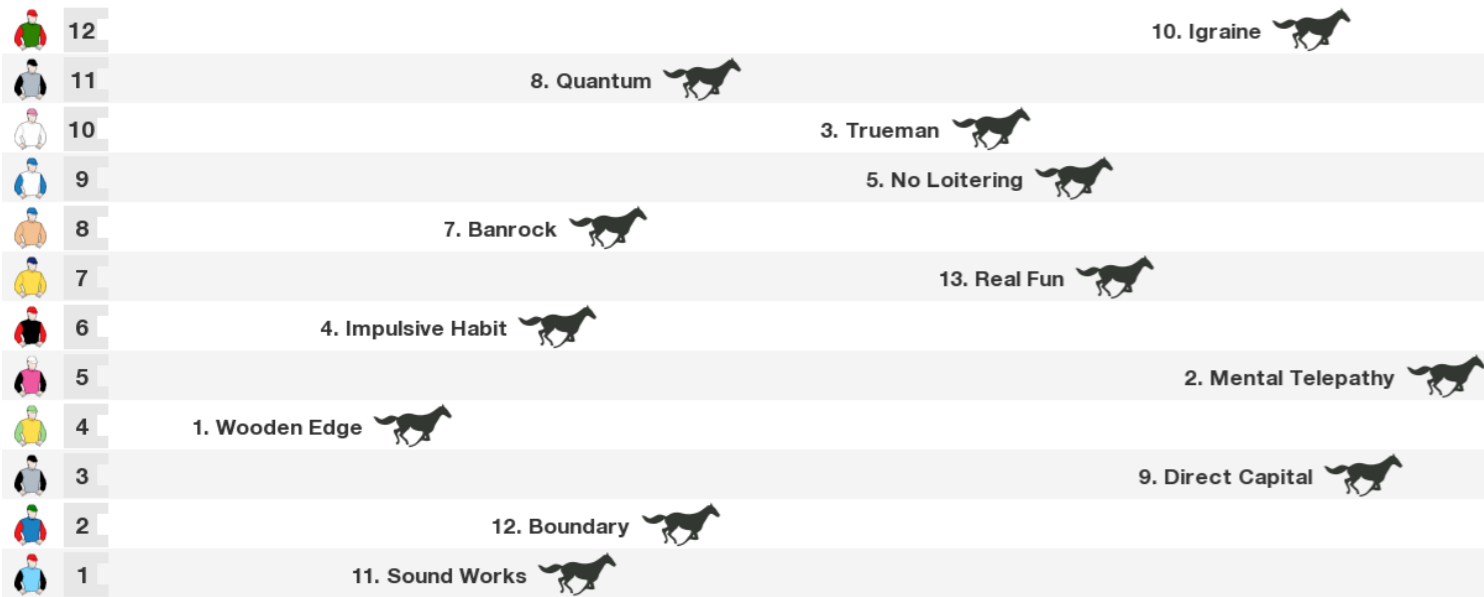 12 10. Igraine
11 8. Quantum
10 3. Trueman
9 5. No Loitering
8 7. Banrock
7 13. Real Fun
6 4. Impulsive Habit
5 2. Mental Telepathy
4 1. Wooden Edge
3 9. Direct Capital
2 12. Boundary
1 11. Sound Works